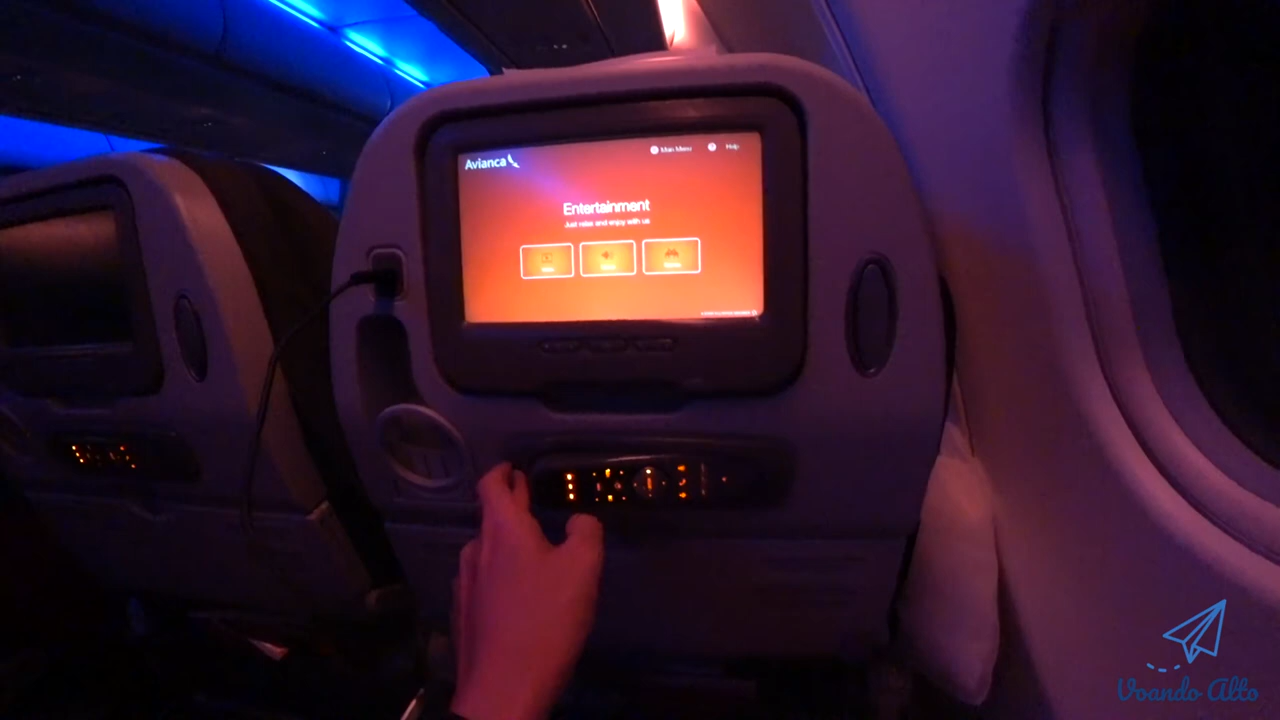 Avianca
Main Menu
Help
Entertainment
Just relax and enjoy with us
Voando Alto